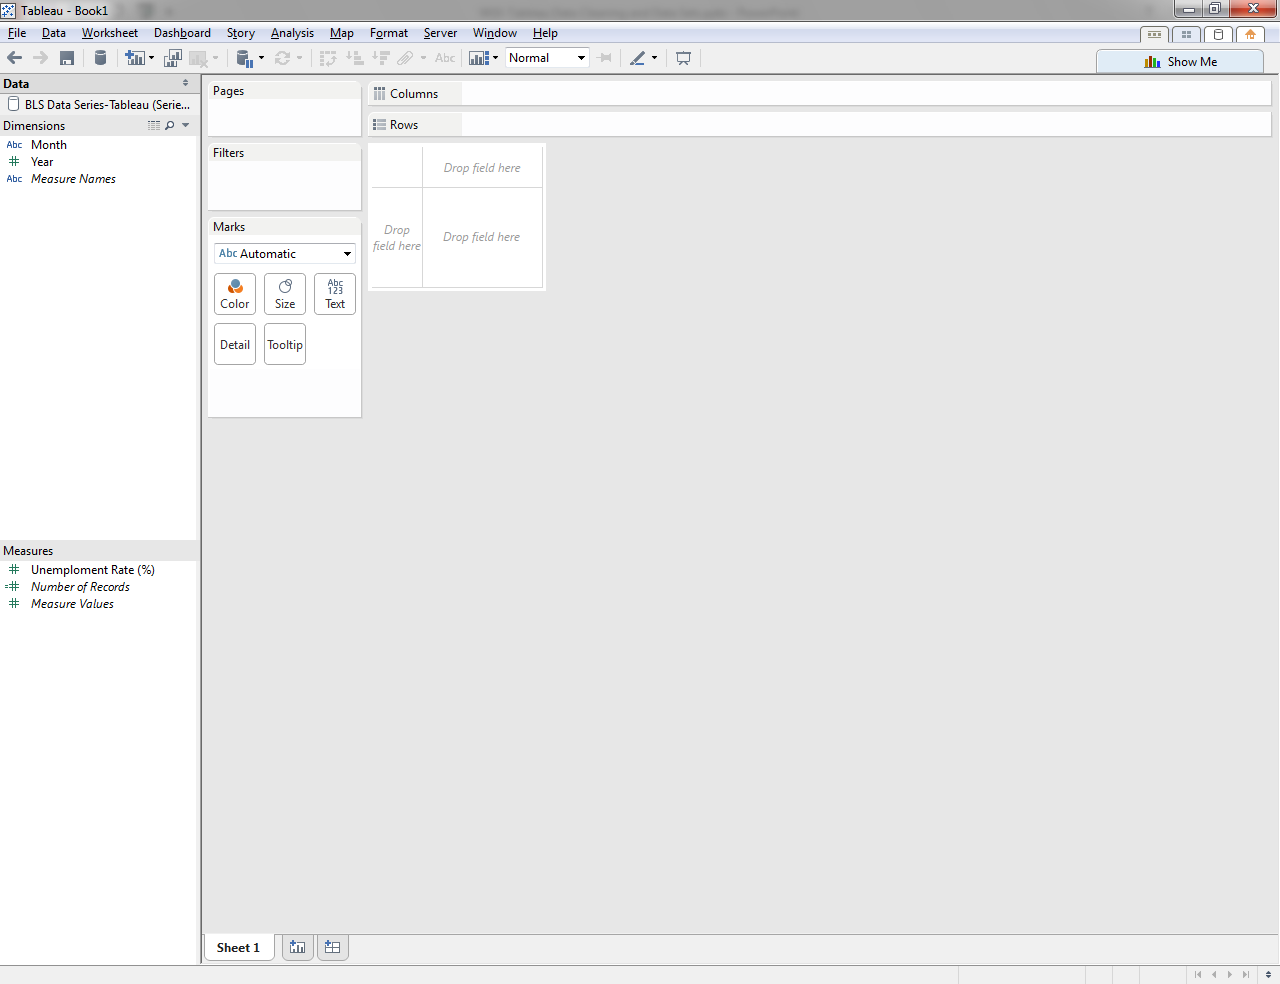 Tableau - Book1
File Data Worksheet Dashboard Story Analysis Map Format Server Window Help
Abc Normal
Show Me
Data
BLS Data Series-Tableau (Serie...
Dimensions
Abc Month
Year
Abc Measure Names
Measures
Unemploment Rate (%)
Number of Records
Measure Values
Pages
Filters
Marks
Abc Automatic
Color Size Abc 123 Text
Detail Tooltip
Columns
Rows
Drop field here
Drop field here
Drop field here
Sheet 1